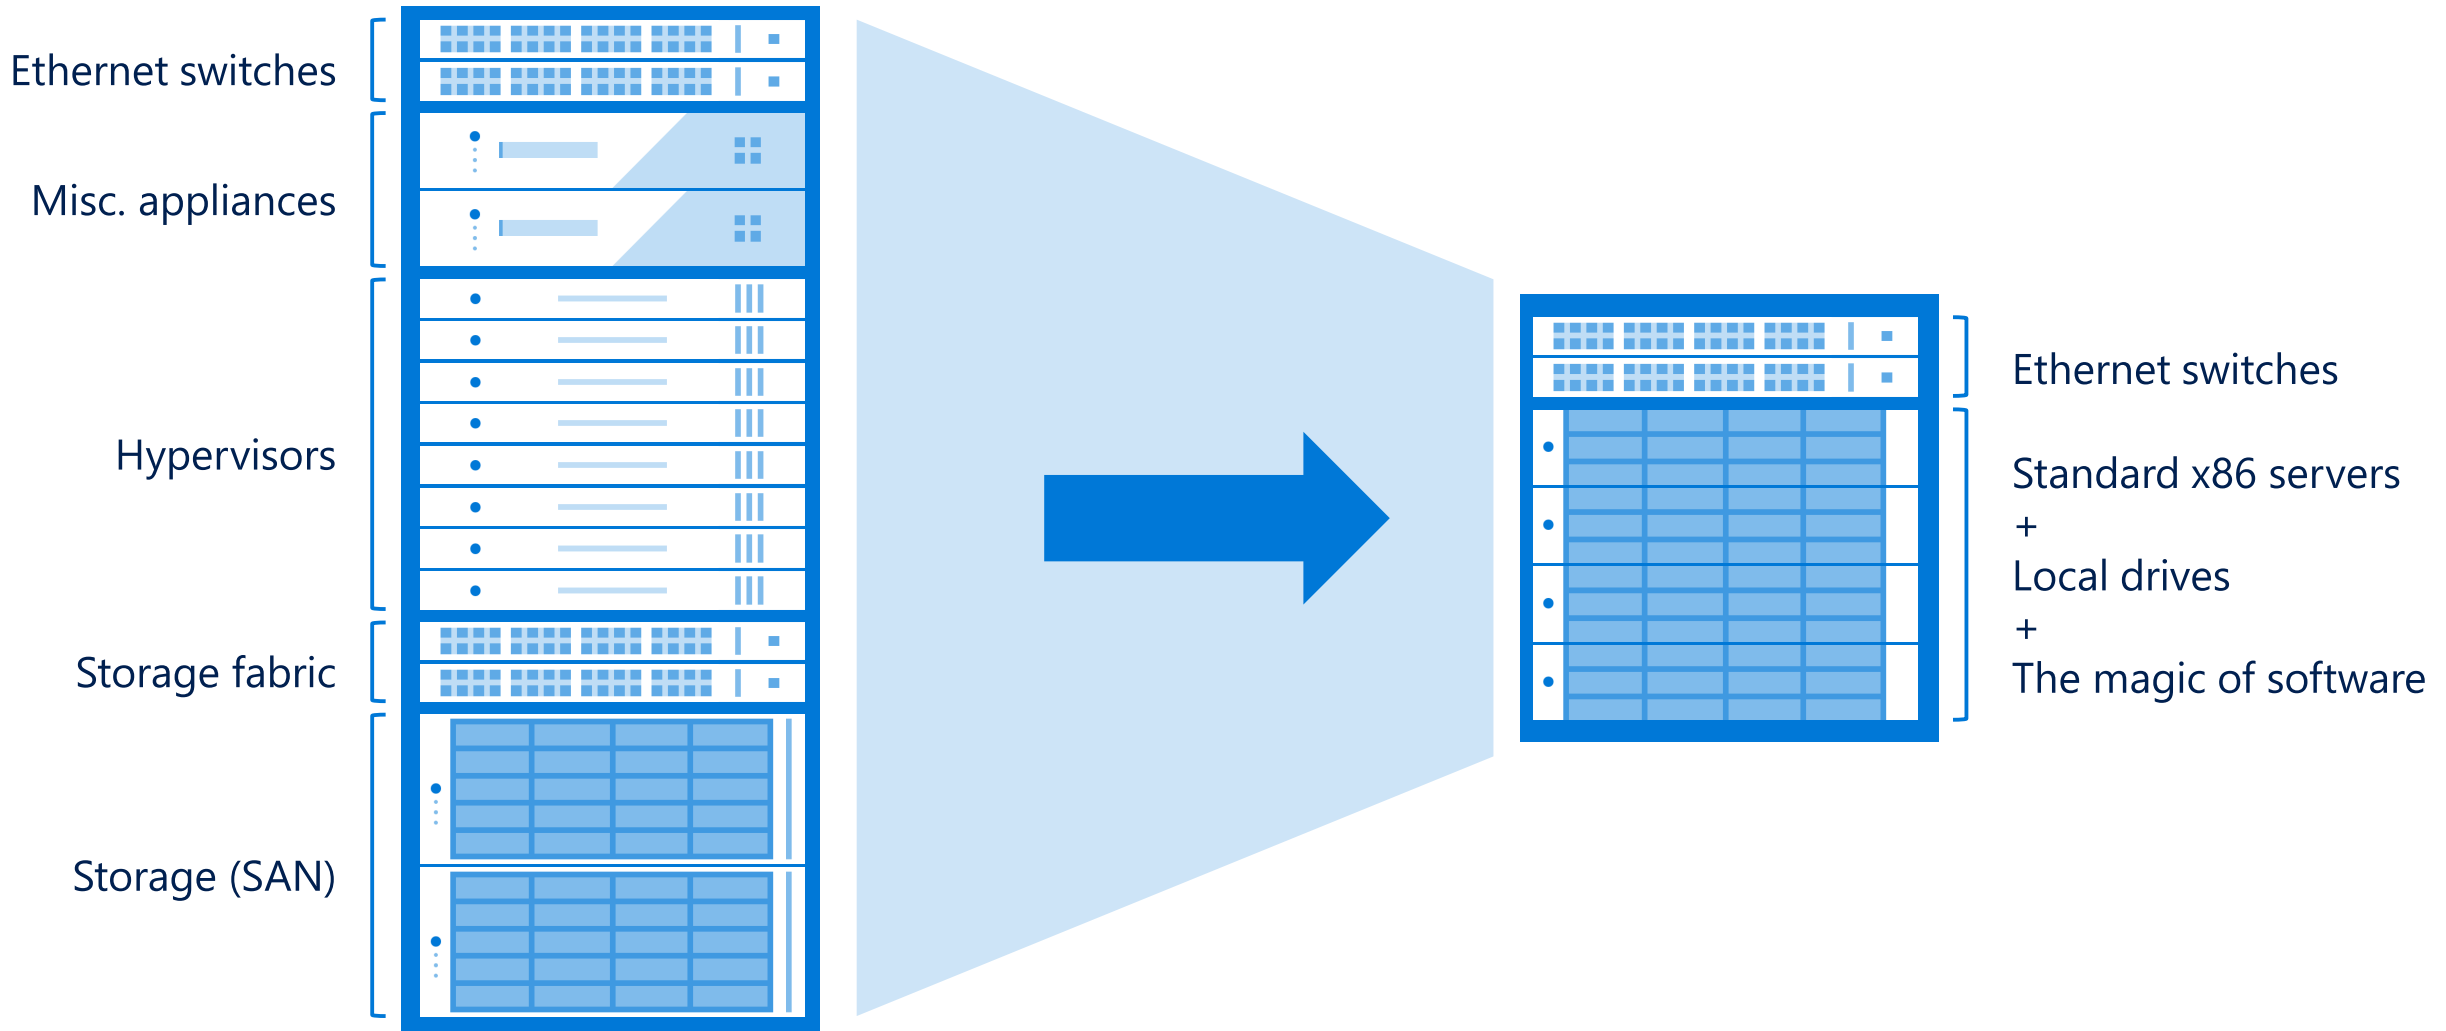 Ethernet switches
Misc. appliances
Hypervisors
Storage fabric
Storage (SAN)
Ethernet switches
Standard x86 servers
+
Local drives
+
The magic of software